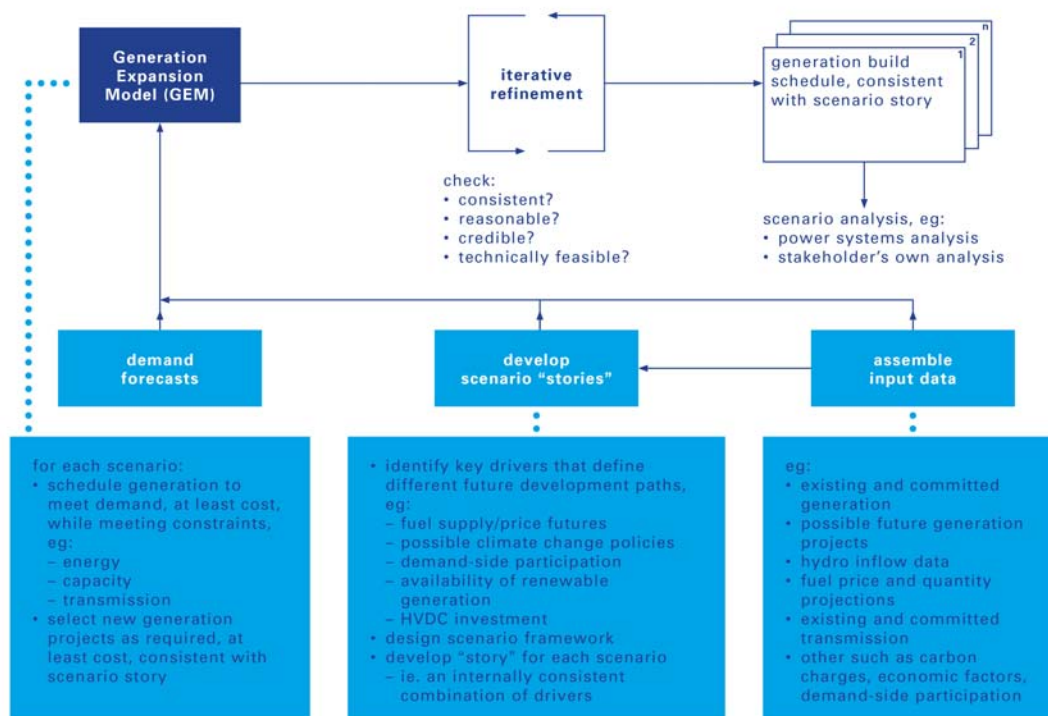 Generation
Expansion
Model (GEM)
iterative
refinement
n
2
1
generation build
schedule, consistent
with scenario story
check:
• consistent?
• reasonable?
• credible?
• technically feasible?
scenario analysis, eg:
• power systems analysis
• stakeholder's own analysis
demand
forecasts
develop
scenario “stories”
assemble
input data
for each scenario:
• schedule generation to
meet demand, at least cost,
while meeting constraints,
eg:
– energy
– capacity
– transmission
• select new generation
projects as required, at
least cost, consistent with
scenario story
• identify key drivers that define
different future development paths,
eg:
– fuel supply/price futures
– possible climate change policies
– demand-side participation
– availability of renewable
generation
– HVDC investment
• design scenario framework
• develop “story” for each scenario
– ie. an internally consistent
combination of drivers
eg:
• existing and committed
generation
• possible future generation
projects
• hydro inflow data
• fuel price and quantity
projections
• existing and committed
transmission
• other such as carbon
charges, economic factors,
demand-side participation